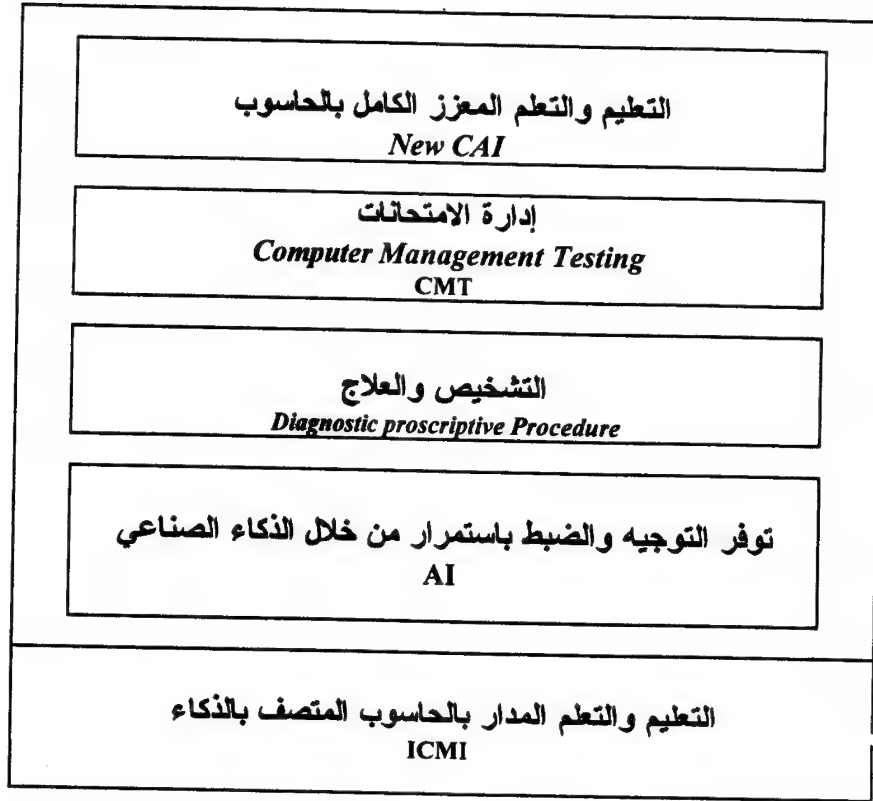 التعليم والتعلم المعزز الكامل بالحاسوب
New CAI
إدارة الامتحانات
Computer Management Testing
CMT
التشخيص والعلاج
Diagnostic proscriptive Procedure
توفر التوجيه والضبط باستمرار من خلال الذكاء الصناعي
AI
التعليم والتعلم المدار بالحاسوب المتصف بالذكاء
ICMI